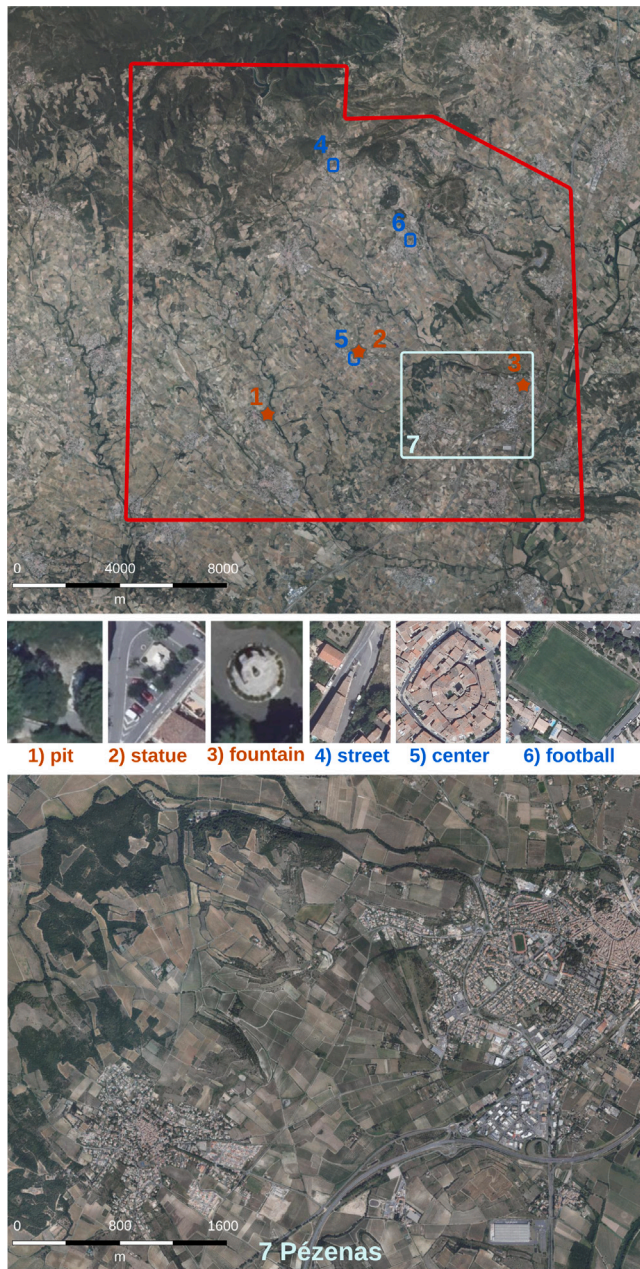 4
6
5 2
1
3
7
0 4000 8000
m
1) pit 2) statue 3) fountain 4) street 5) center 6) football
0 800 1600
m
7 Pézenas